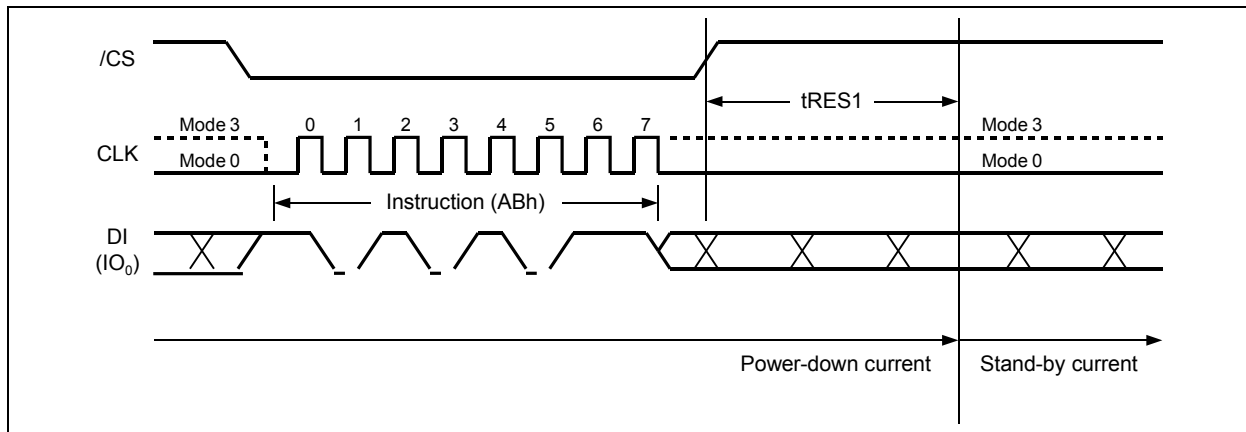 /CS
tRES1
Mode 3 0 1 2 3 4 5 6 7 Mode 3
CLK
Mode 0 Mode 0
Instruction (ABh)
DI
(IO₀)
Power-down current Stand-by current